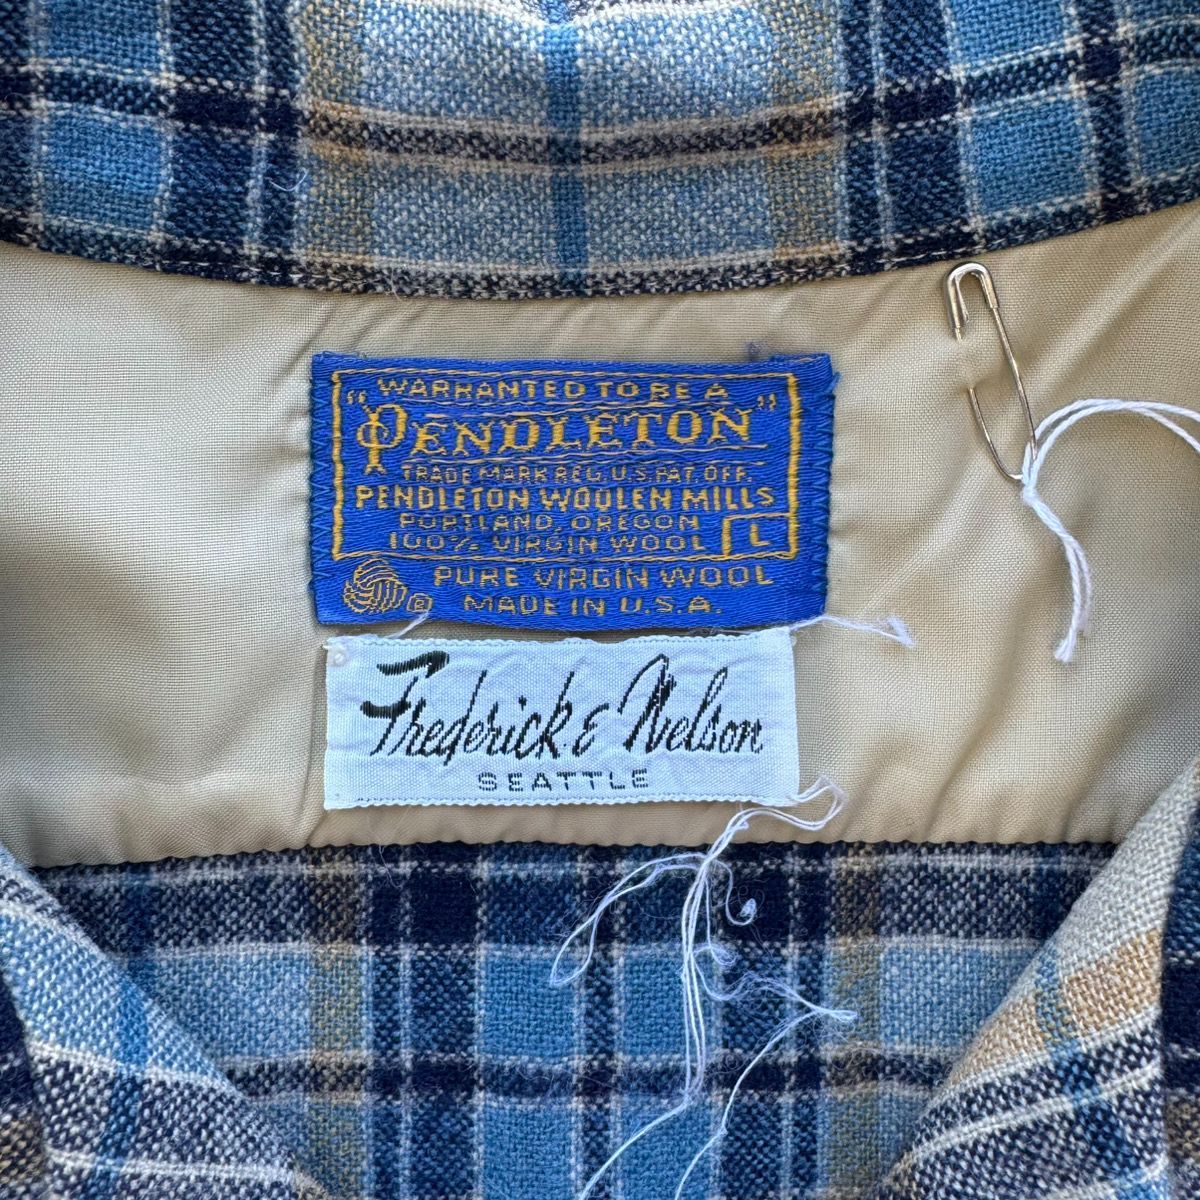 WARRANTED TO BE A
"PENDLETON"
TRADE MARK REG. U.S. PAT. OFF.
PENDLETON WOOLEN MILLS
PORTLAND, OREGON
100% VIRGIN WOOL L
PURE VIRGIN WOOL
® MADE IN U.S.A.
Frederick & Nelson
SEATTLE